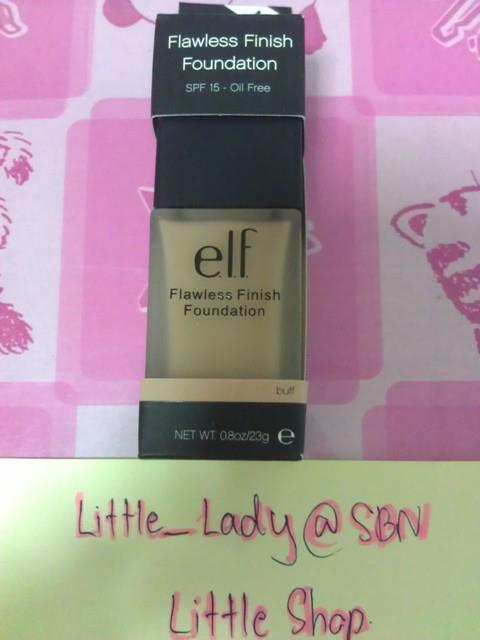 Flawless Finish
Foundation
SPF 15 - Oil Free
e.l.f.
Flawless Finish
Foundation
buff
NET WT. 0.8oz/23g e
Little_Lady @ SBN
Little Shop.